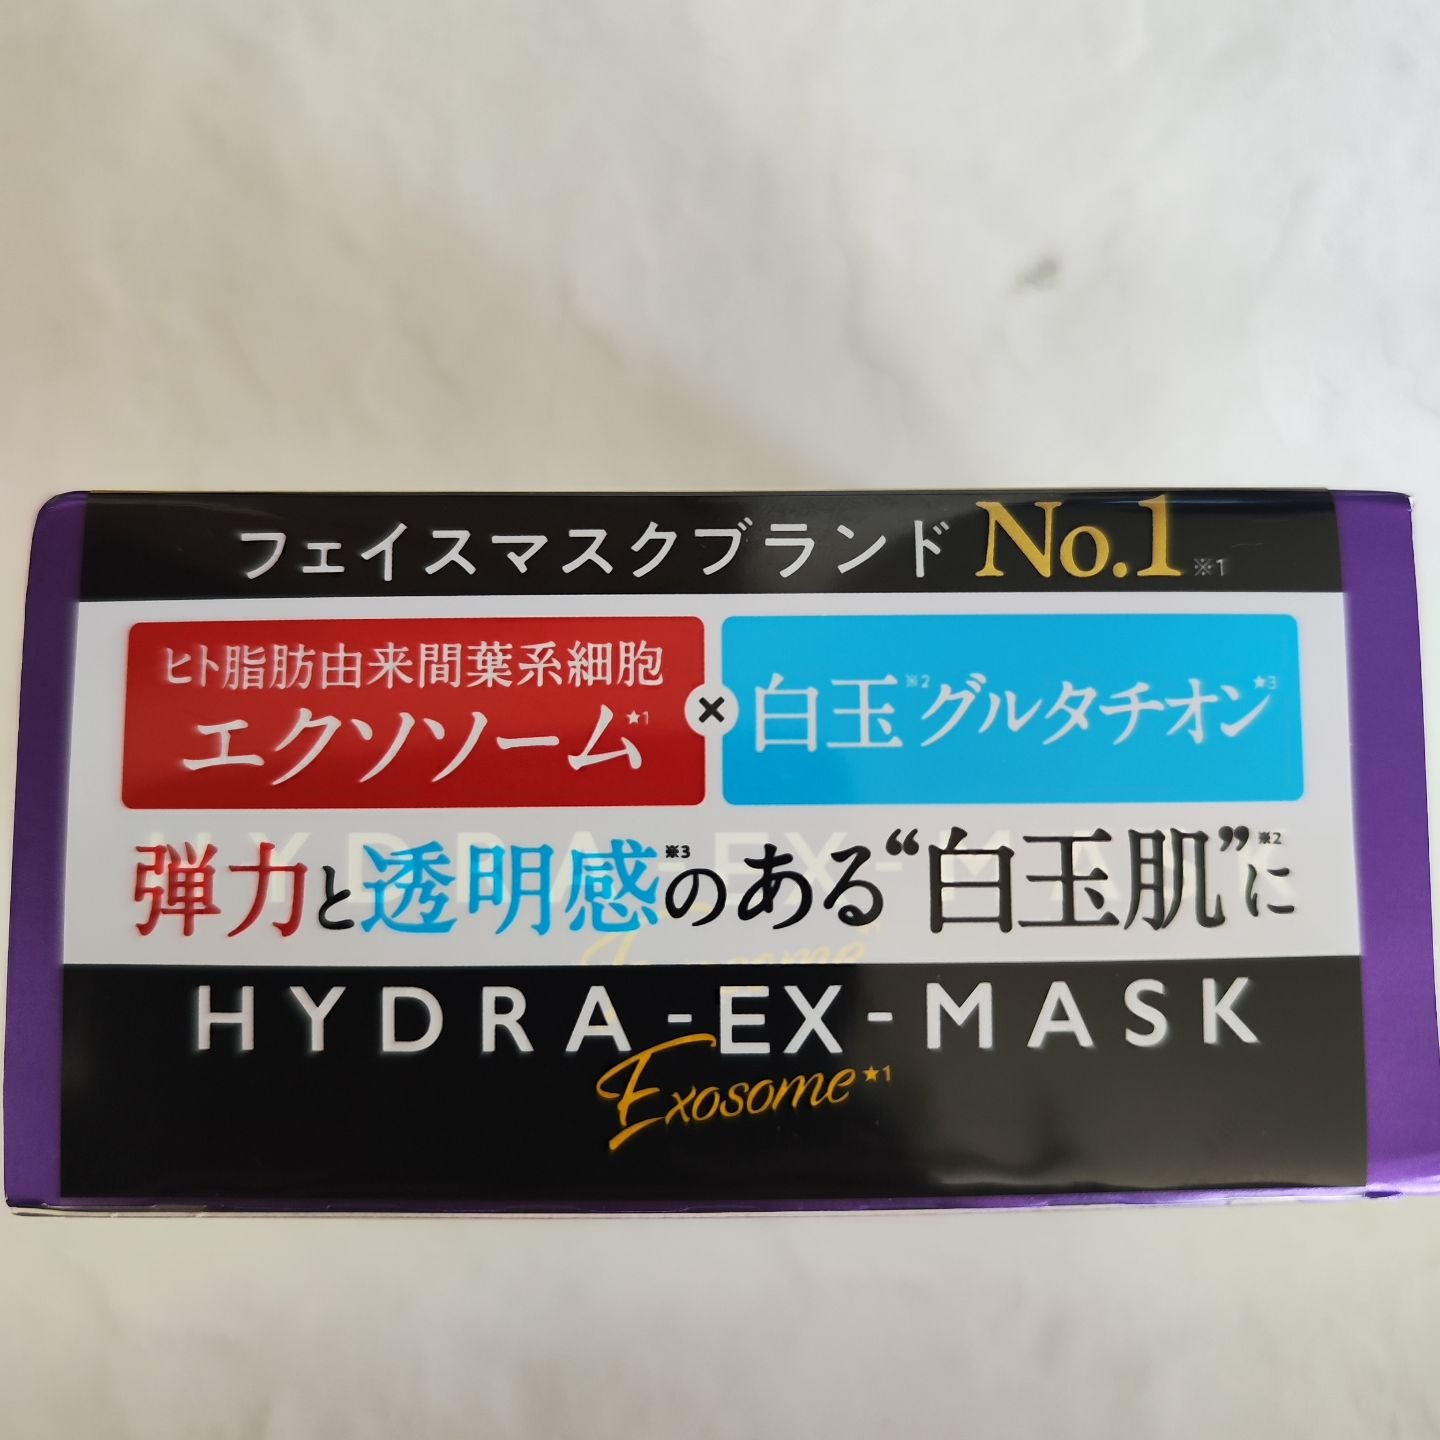 フェイスマスクブランド No.1 ※1
ヒト脂肪由来間葉系細胞
エクソソーム★1
×
白玉※2グルタチオン★3
弾力と透明感※3のある“白玉肌”※2に
HYDRA-EX-MASK
Exosome★1